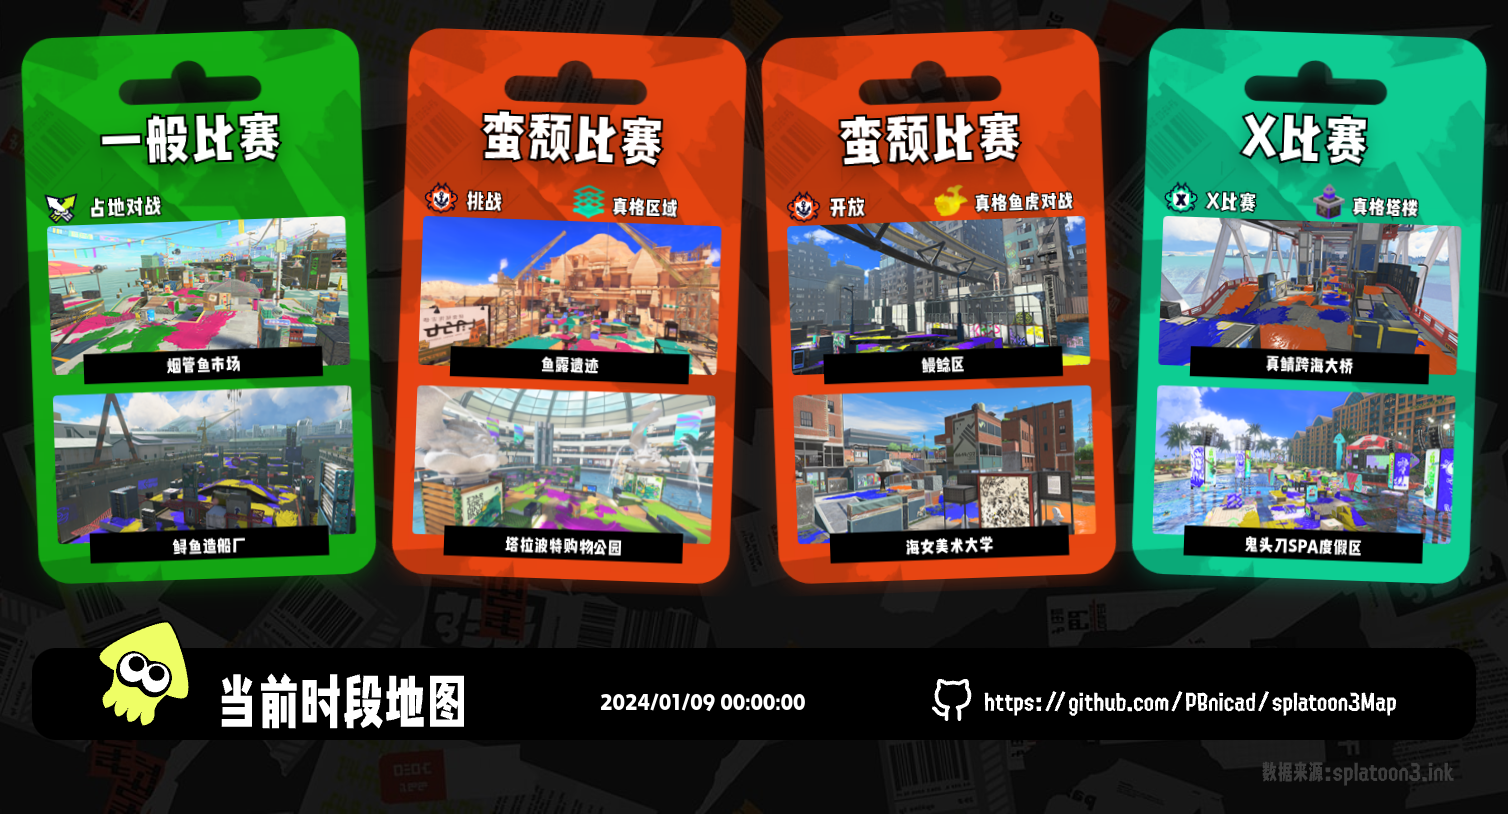 一般比赛
占地对战
烟管鱼市场
鲟鱼造船厂
蛮颓比赛
挑战
真格区域
鱼露遗迹
塔拉波特购物公园
蛮颓比赛
开放
真格鱼虎对战
鳗鲶区
海女美术大学
X比赛
X比赛
真格塔楼
真鲭跨海大桥
鬼头刀SPA度假区
当前时段地图
2024/01/09 00:00:00
https://github.com/PBnicad/splatoon3Map
数据来源:splatoon3.ink